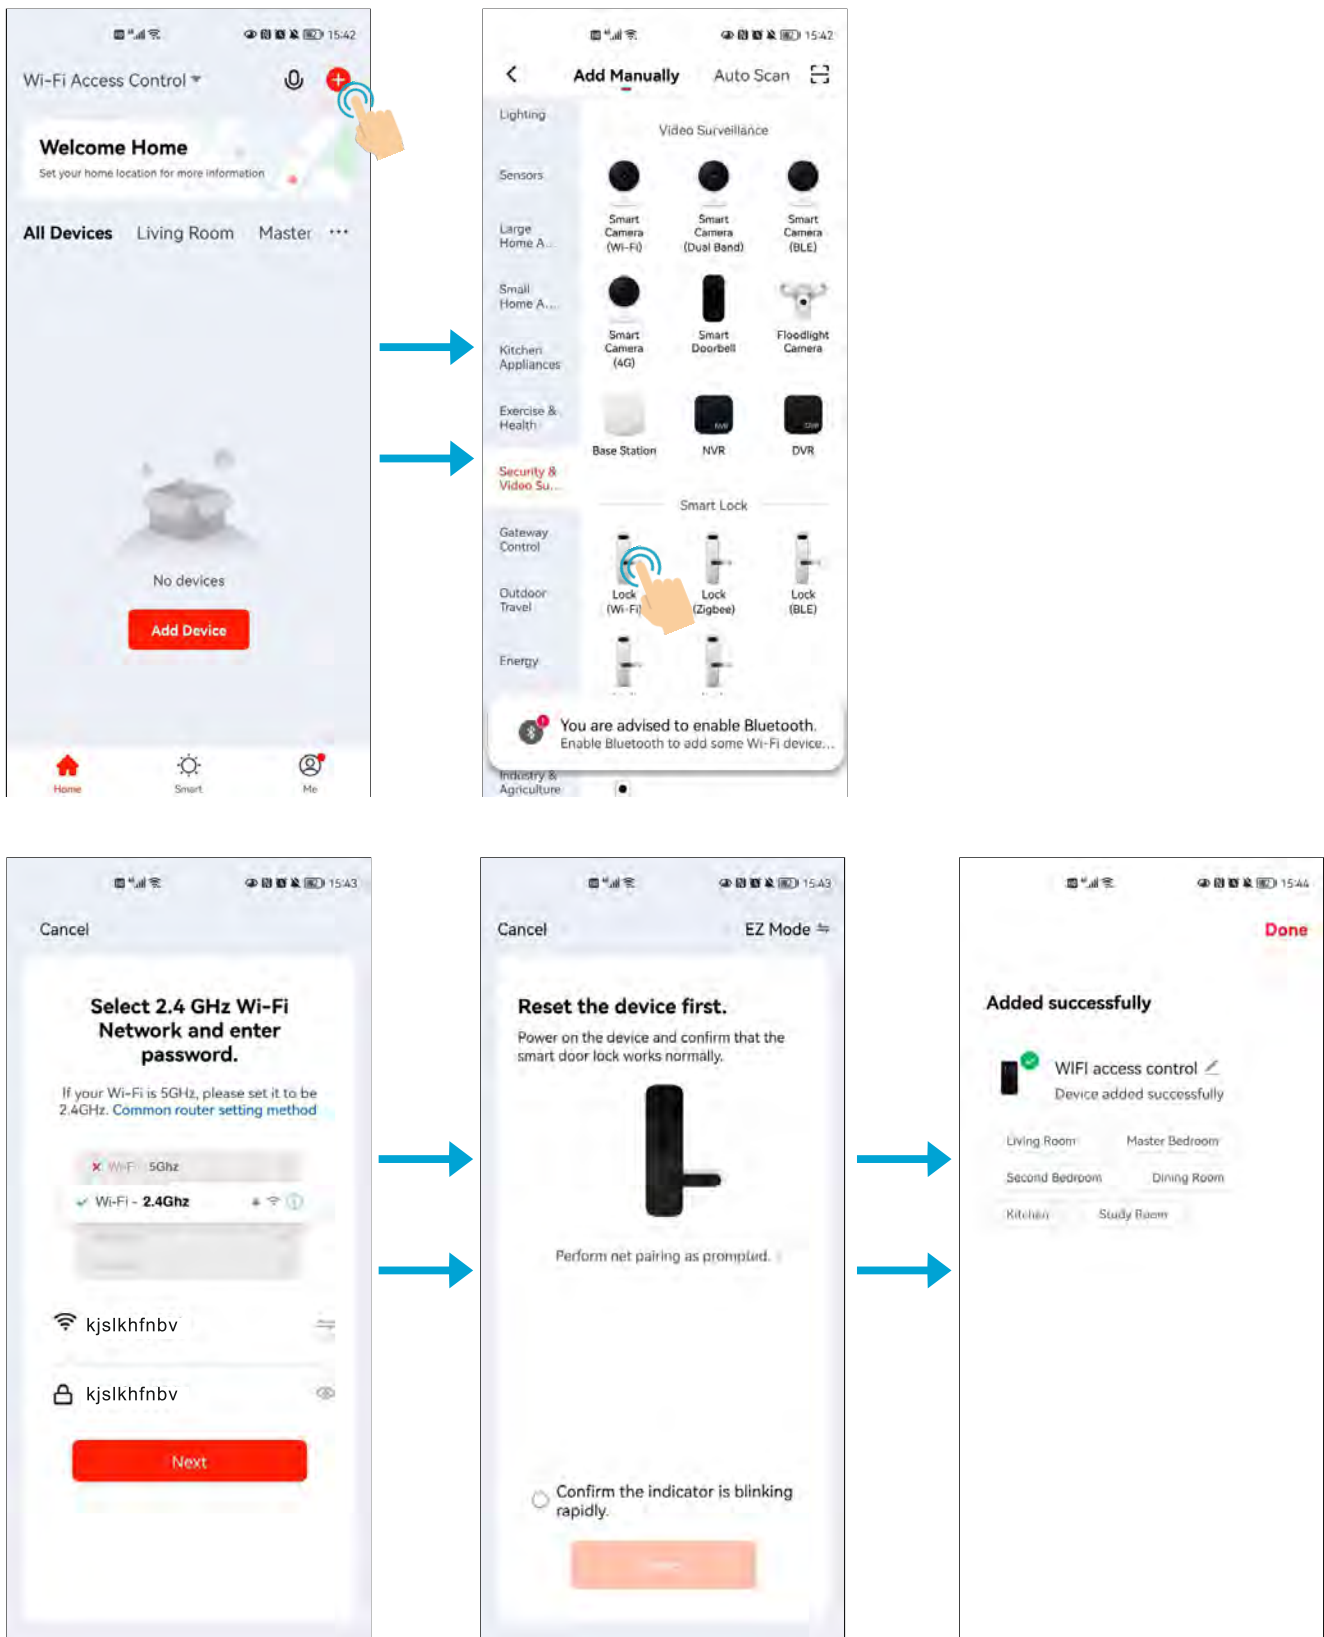 15:42
Wi-Fi Access Control
Welcome Home
Set your home location for more information
All Devices Living Room Master ···
No devices
Add Device
Home Smart Me
15:42
Add Manually Auto Scan
Lighting
Sensors
Large
Home A...
Small
Home A...
Kitchen
Appliances
Exercise &
Health
Security &
Video Su...
Gateway
Control
Outdoor
Travel
Energy
Industry &
Agriculture
Video Surveillance
Smart
Camera
(Wi-Fi)
Smart
Camera
(Dual Band)
Smart
Camera
(BLE)
Smart
Camera
(4G)
Smart
Doorbell
Floodlight
Camera
Base Station
NVR
NVR
DVR
Smart Lock
Lock
(Wi-Fi)
Lock
(Zigbee)
Lock
(BLE)
You are advised to enable Bluetooth.
Enable Bluetooth to add some Wi-Fi device...
15:43
Cancel
Select 2.4 GHz Wi-Fi
Network and enter
password.
If your Wi-Fi is 5GHz, please set it to be
2.4GHz. Common router setting method
Wi-Fi - 5Ghz
Wi-Fi - 2.4Ghz
kjslkhfnbv
kjslkhfnbv
Next
15:43
Cancel EZ Mode
Reset the device first.
Power on the device and confirm that the
smart door lock works normally.
Perform net pairing as prompted.
Confirm the indicator is blinking
rapidly.
15:44
Done
Added successfully
WIFI access control
Device added successfully
Living Room Master Bedroom
Second Bedroom Dining Room
Kitchen Study Room